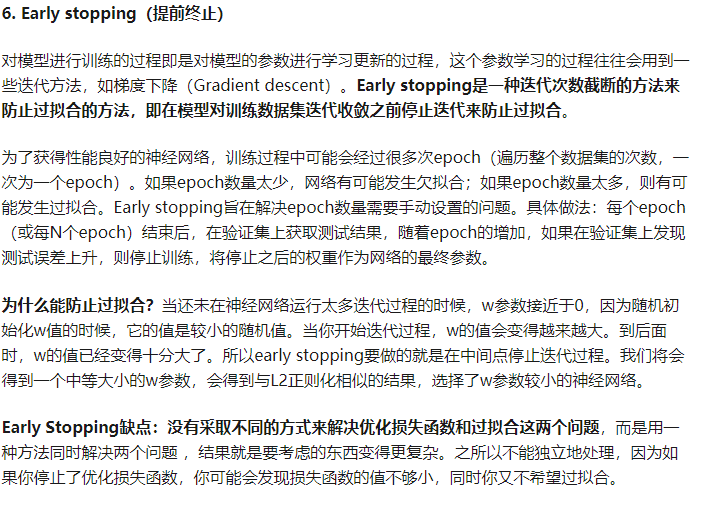 6. Early stopping（提前终止）
对模型进行训练的过程即是对模型的参数进行学习更新的过程，这个参数学习的过程往往会用到一
些迭代方法，如梯度下降（Gradient descent）。Early stopping是一种迭代次数截断的方法来
防止过拟合的方法，即在模型对训练数据集迭代收敛之前停止迭代来防止过拟合。
为了获得性能良好的神经网络，训练过程中可能会经过很多次epoch（遍历整个数据集的次数，一
次为一个epoch）。如果epoch数量太少，网络有可能发生欠拟合；如果epoch数量太多，则有可
能发生过拟合。Early stopping旨在解决epoch数量需要手动设置的问题。具体做法：每个epoch
（或每N个epoch）结束后，在验证集上获取测试结果，随着epoch的增加，如果在验证集上发现
测试误差上升，则停止训练，将停止之后的权重作为网络的最终参数。
为什么能防止过拟合？当还未在神经网络运行太多迭代过程的时候，w参数接近于0，因为随机初
始化w值的时候，它的值是较小的随机值。当你开始迭代过程，w的值会变得越来越大。到后面
时，w的值已经变得十分大了。所以early stopping要做的就是在中间点停止迭代过程。我们将会
得到一个中等大小的w参数，会得到与L2正则化相似的结果，选择了w参数较小的神经网络。
Early Stopping缺点：没有采取不同的方式来解决优化损失函数和过拟合这两个问题，而是用一
种方法同时解决两个问题 ，结果就是要考虑的东西变得更复杂。之所以不能独立地处理，因为如
果你停止了优化损失函数，你可能会发现损失函数的值不够小，同时你又不希望过拟合。